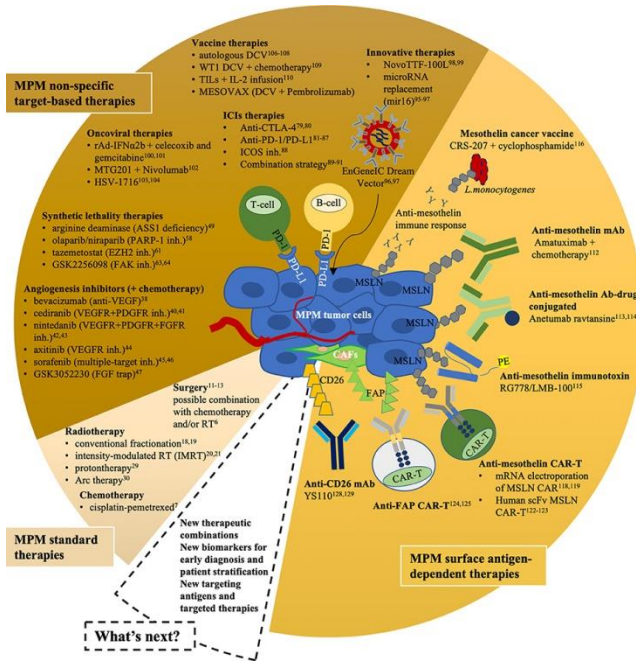 MPM non-specific
target-based therapies
Vaccine therapies
• autologous DCV106-108
• WT1 DCV + chemotherapy109
• TILs + IL-2 infusion110
• MESOVAX (DCV + Pembrolizumab)
Innovative therapies
• NovoTTF-100L98,99
• microRNA
replacement
(mir16)95-97
EnGeneIC Dream
Vector96,97
ICIs therapies
• Anti-CTLA-479,80
• Anti-PD-1/PD-L181-87
• ICOS inh.88
• Combination strategy89-91
Oncoviral therapies
• rAd-IFNα2b + celecoxib and
gemcitabine100,101
• MTG201 + Nivolumab102
• HSV-1716103,104
Synthetic lethality therapies
• arginine deaminase (ASS1 deficiency)49
• olaparib/niraparib (PARP-1 inh.)58
• tazemetostat (EZH2 inh.)61
• GSK2256098 (FAK inh.)63,64
Angiogenesis inhibitors (+ chemotherapy)
• bevacizumab (anti-VEGF)38
• cediranib (VEGFR+PDGFR inh.)40,41
• nintedanib (VEGFR+PDGFR+FGFR
inh.)42,43
• axitinib (VEGFR inh.)44
• sorafenib (multiple-target inh.)45,46
• GSK3052230 (FGF trap)47
T-cell
B-cell
PD-1
PD-1
PD-L1
PD-L1
MPM tumor cells
CAFs
MSLN
MSLN
MSLN
CD26
FAP
Mesothelin cancer vaccine
CRS-207 + cyclophosphamide116
L.monocytogenes
Anti-mesothelin
immune response
Anti-mesothelin mAb
Amatuximab +
chemotherapy112
Anti-mesothelin Ab-drug
conjugated
Anetumab ravtansine113,114
PE
Anti-mesothelin immunotoxin
RG778/LMB-100115
CAR-T
Anti-mesothelin CAR-T
• mRNA electroporation
of MSLN CAR118,119
• Human scFv MSLN
CAR-T122-123
CAR-T
Anti-FAP CAR-T124,125
Anti-CD26 mAb
YS110128,129
MPM surface antigen-
dependent therapies
Surgery11-13
possible combination
with chemotherapy
and/or RT6
Radiotherapy
• conventional fractionation18,19
• intensity-modulated RT (IMRT)20,21
• protontherapy29
• Arc therapy30
Chemotherapy
• cisplatin-pemetrexed7
MPM standard
therapies
New therapeutic
combinations
New biomarkers for
early diagnosis and
patient stratification
New targeting
antigens and
targeted therapies
What's next?